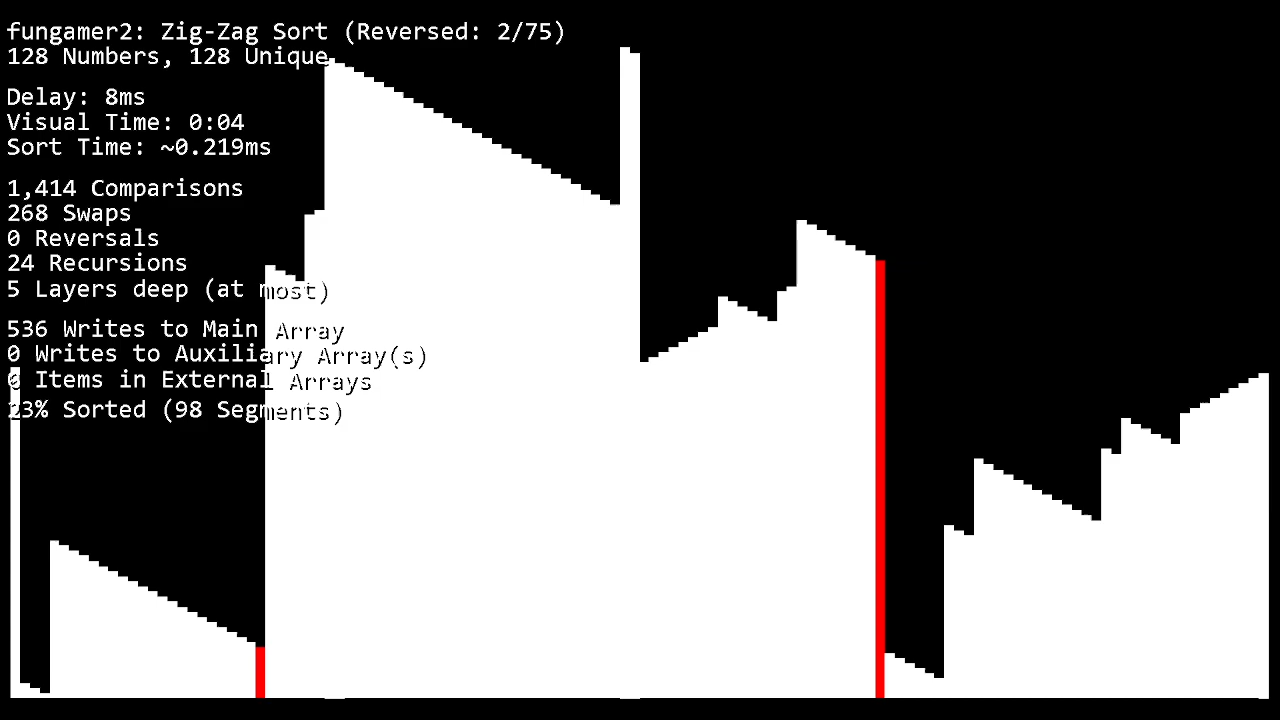 fungamer2: Zig-Zag Sort (Reversed: 2/75)
128 Numbers, 128 Unique
Delay: 8ms
Visual Time: 0:04
Sort Time: ~0.219ms
1,414 Comparisons
268 Swaps
0 Reversals
24 Recursions
5 Layers deep (at most)
536 Writes to Main Array
0 Writes to Auxiliary Array(s)
0 Items in External Arrays
23% Sorted (98 Segments)